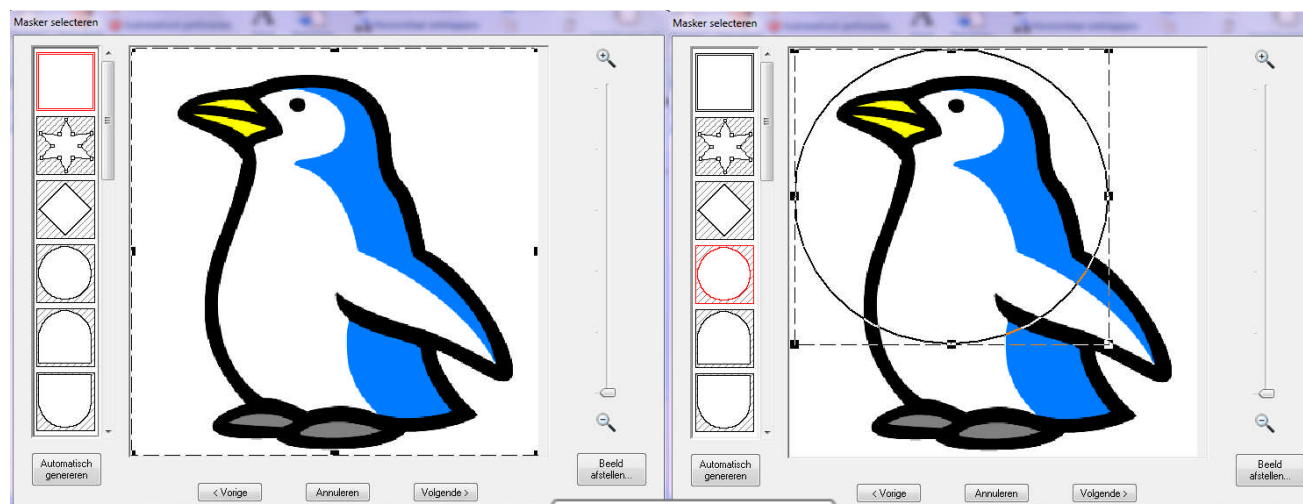 Masker selecteren
Automatisch
genereren
Beeld
afstellen...
< Vorige
Annuleren
Volgende >
Masker selecteren
Automatisch
genereren
Beeld
afstellen...
< Vorige
Annuleren
Volgende >